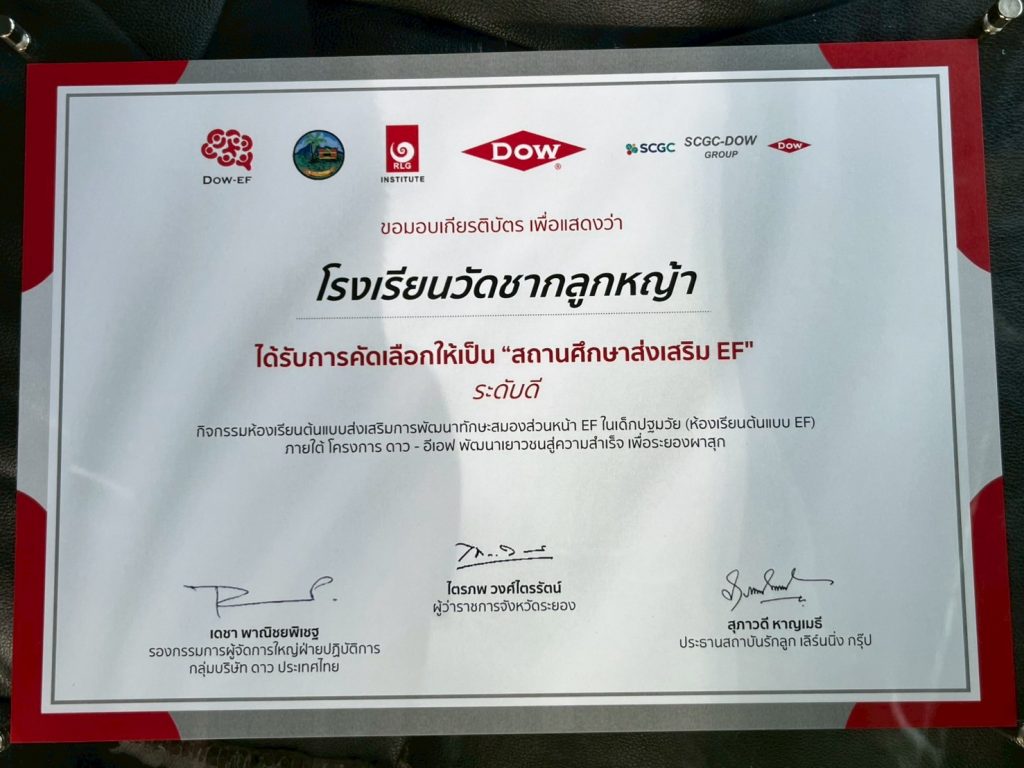 DOW-EF
RLG
INSTITUTE
DOW
SCGC SCGC-DOW GROUP DOW
ขอมอบเกียรติบัตร เพื่อแสดงว่า
โรงเรียนวัดชากลูกหญ้า
ได้รับการคัดเลือกให้เป็น “สถานศึกษาส่งเสริม EF"
ระดับดี
กิจกรรมห้องเรียนต้นแบบส่งเสริมการพัฒนาทักษะสมองส่วนหน้า EF ในเด็กปฐมวัย (ห้องเรียนต้นแบบ EF)
ภายใต้ โครงการ ดาว - อีเอฟ พัฒนาเยาวชนสู่ความสำเร็จ เพื่อระยองผาสุก
เดชา พาณิชยพิเชฐ
รองกรรมการผู้จัดการใหญ่ฝ่ายปฏิบัติการ
กลุ่มบริษัท ดาว ประเทศไทย
ไตรภพ วงศ์ไตรรัตน์
ผู้ว่าราชการจังหวัดระยอง
สุภาวดี หาญเมธี
ประธานสถาบันรักลูก เลิร์นนิ่ง กรุ๊ป